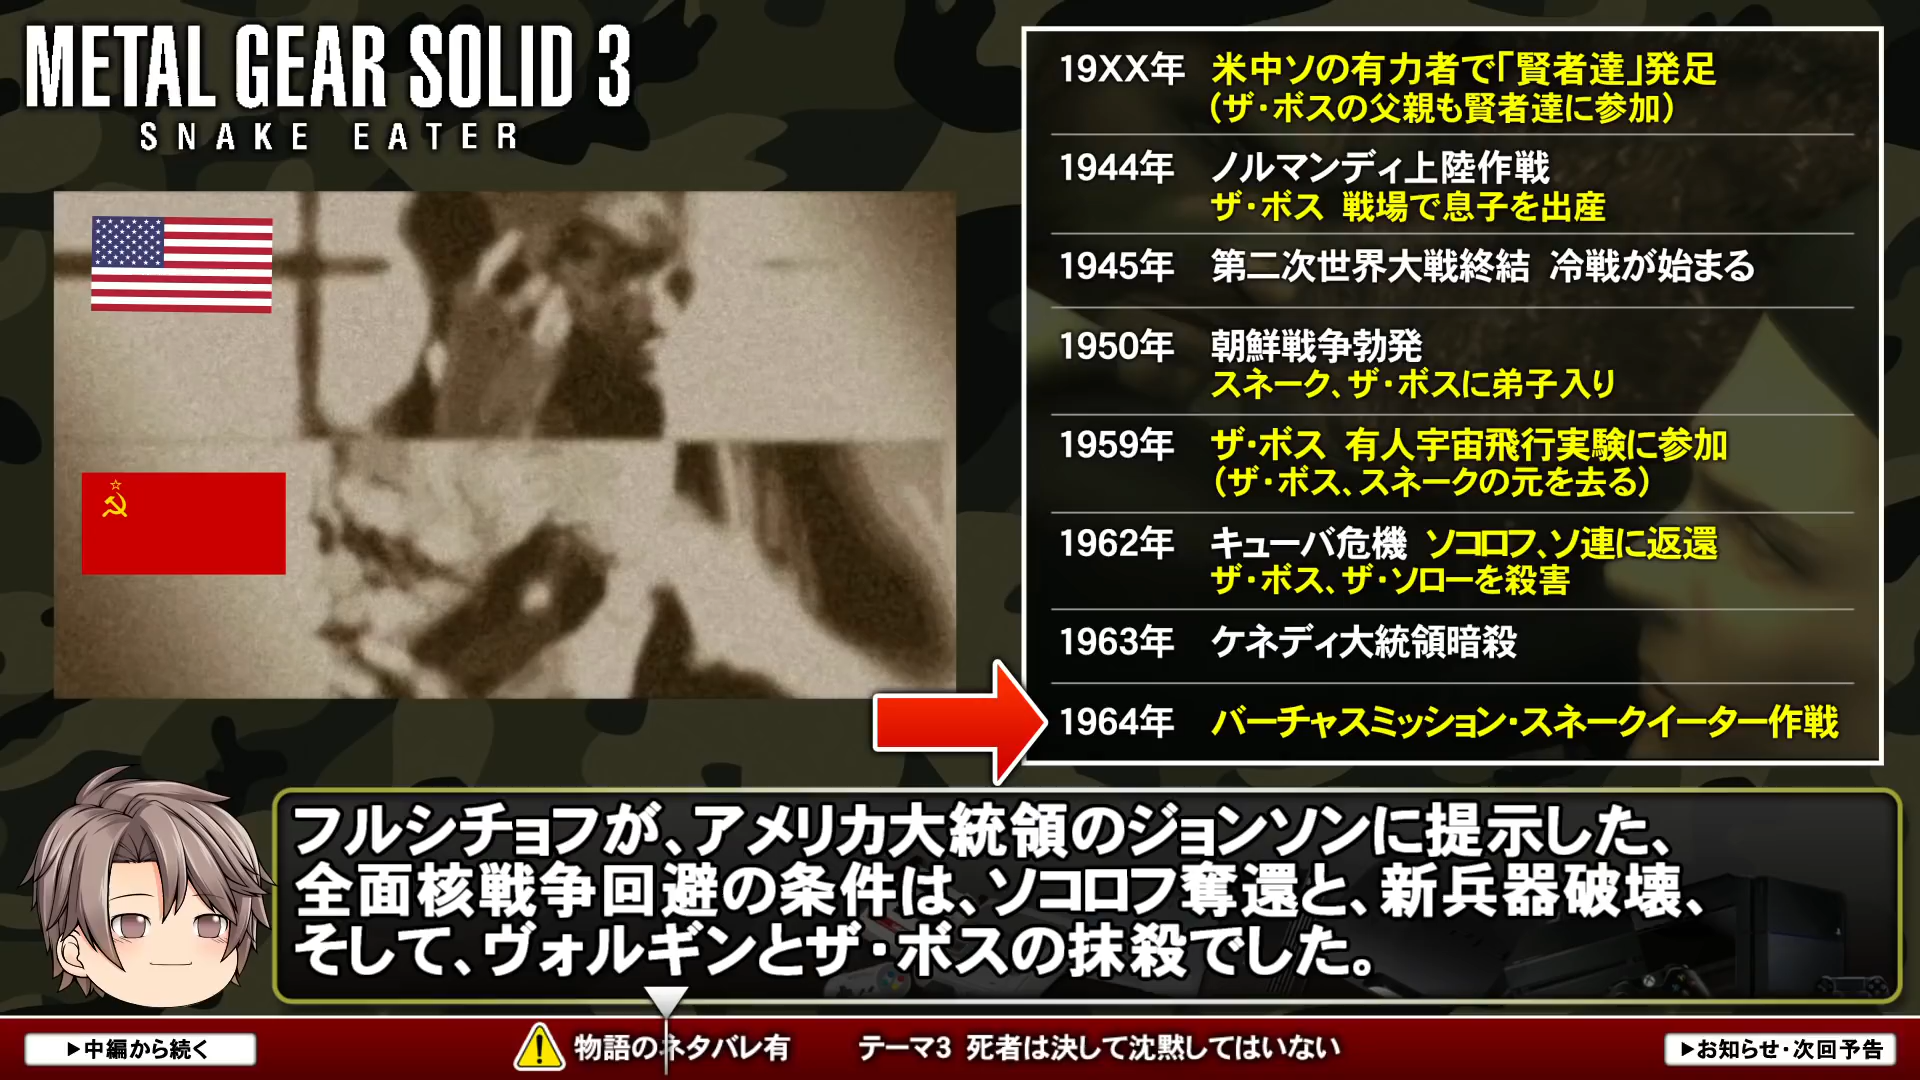 METAL GEAR SOLID 3
SNAKE EATER
19XX年 米中ソの有力者で「賢者達」発足
（ザ・ボスの父親も賢者達に参加）
1944年 ノルマンディ上陸作戦
ザ・ボス 戦場で息子を出産
1945年 第二次世界大戦終結 冷戦が始まる
1950年 朝鮮戦争勃発
スネーク、ザ・ボスに弟子入り
1959年 ザ・ボス 有人宇宙飛行実験に参加
（ザ・ボス、スネークの元を去る）
1962年 キューバ危機 ソコロフ、ソ連に返還
ザ・ボス、ザ・ソローを殺害
1963年 ケネディ大統領暗殺
1964年 バーチャスミッション・スネークイーター作戦
フルシチョフが、アメリカ大統領のジョンソンに提示した、
全面核戦争回避の条件は、ソコロフ奪還と、新兵器破壊、
そして、ヴォルギンとザ・ボスの抹殺でした。
▶中編から続く
物語のネタバレ有 テーマ3 死者は決して沈黙してはいない
▶お知らせ・次回予告